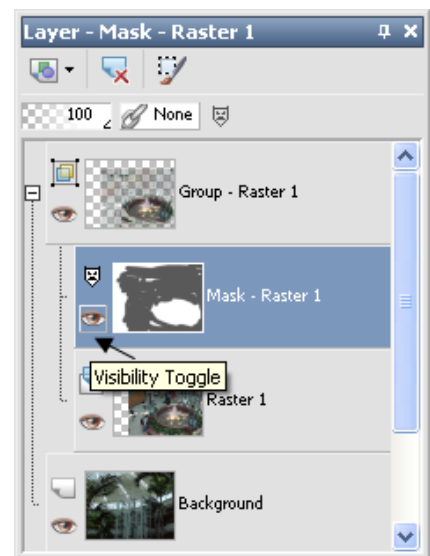 Layer - Mask - Raster 1
100 None
Group - Raster 1
Mask - Raster 1
Visibility Toggle
Raster 1
Background